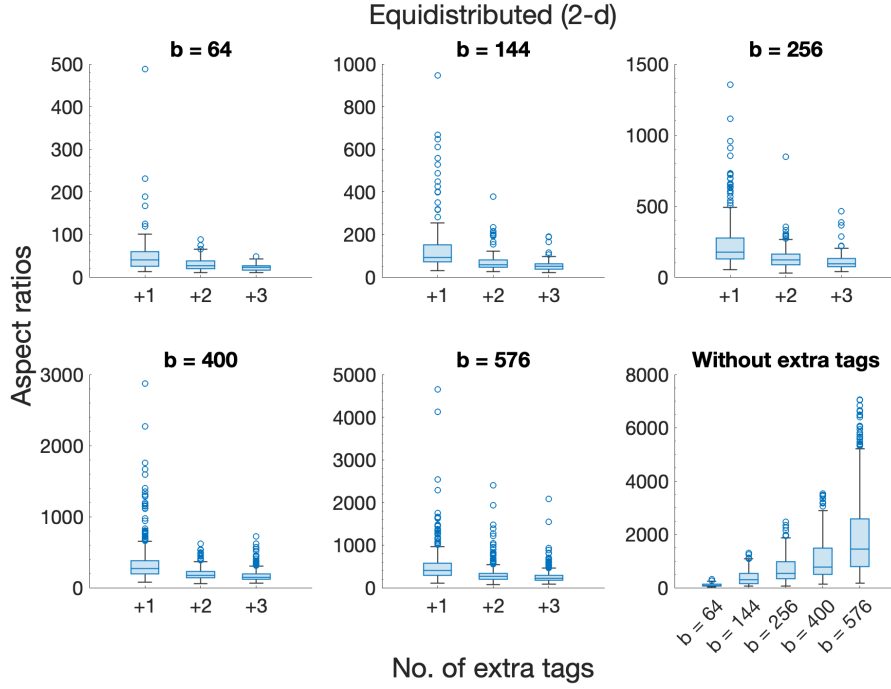 Equidistributed (2-d)
b = 64
b = 144
b = 256
500
400
300
200
100
0
+1 +2 +3
1000
800
600
400
200
0
+1 +2 +3
1500
1000
500
0
+1 +2 +3
Aspect ratios
b = 400
b = 576
Without extra tags
3000
2000
1000
0
+1 +2 +3
5000
4000
3000
2000
1000
0
+1 +2 +3
8000
6000
4000
2000
0
b = 64
b = 144
b = 256
b = 400
b = 576
No. of extra tags